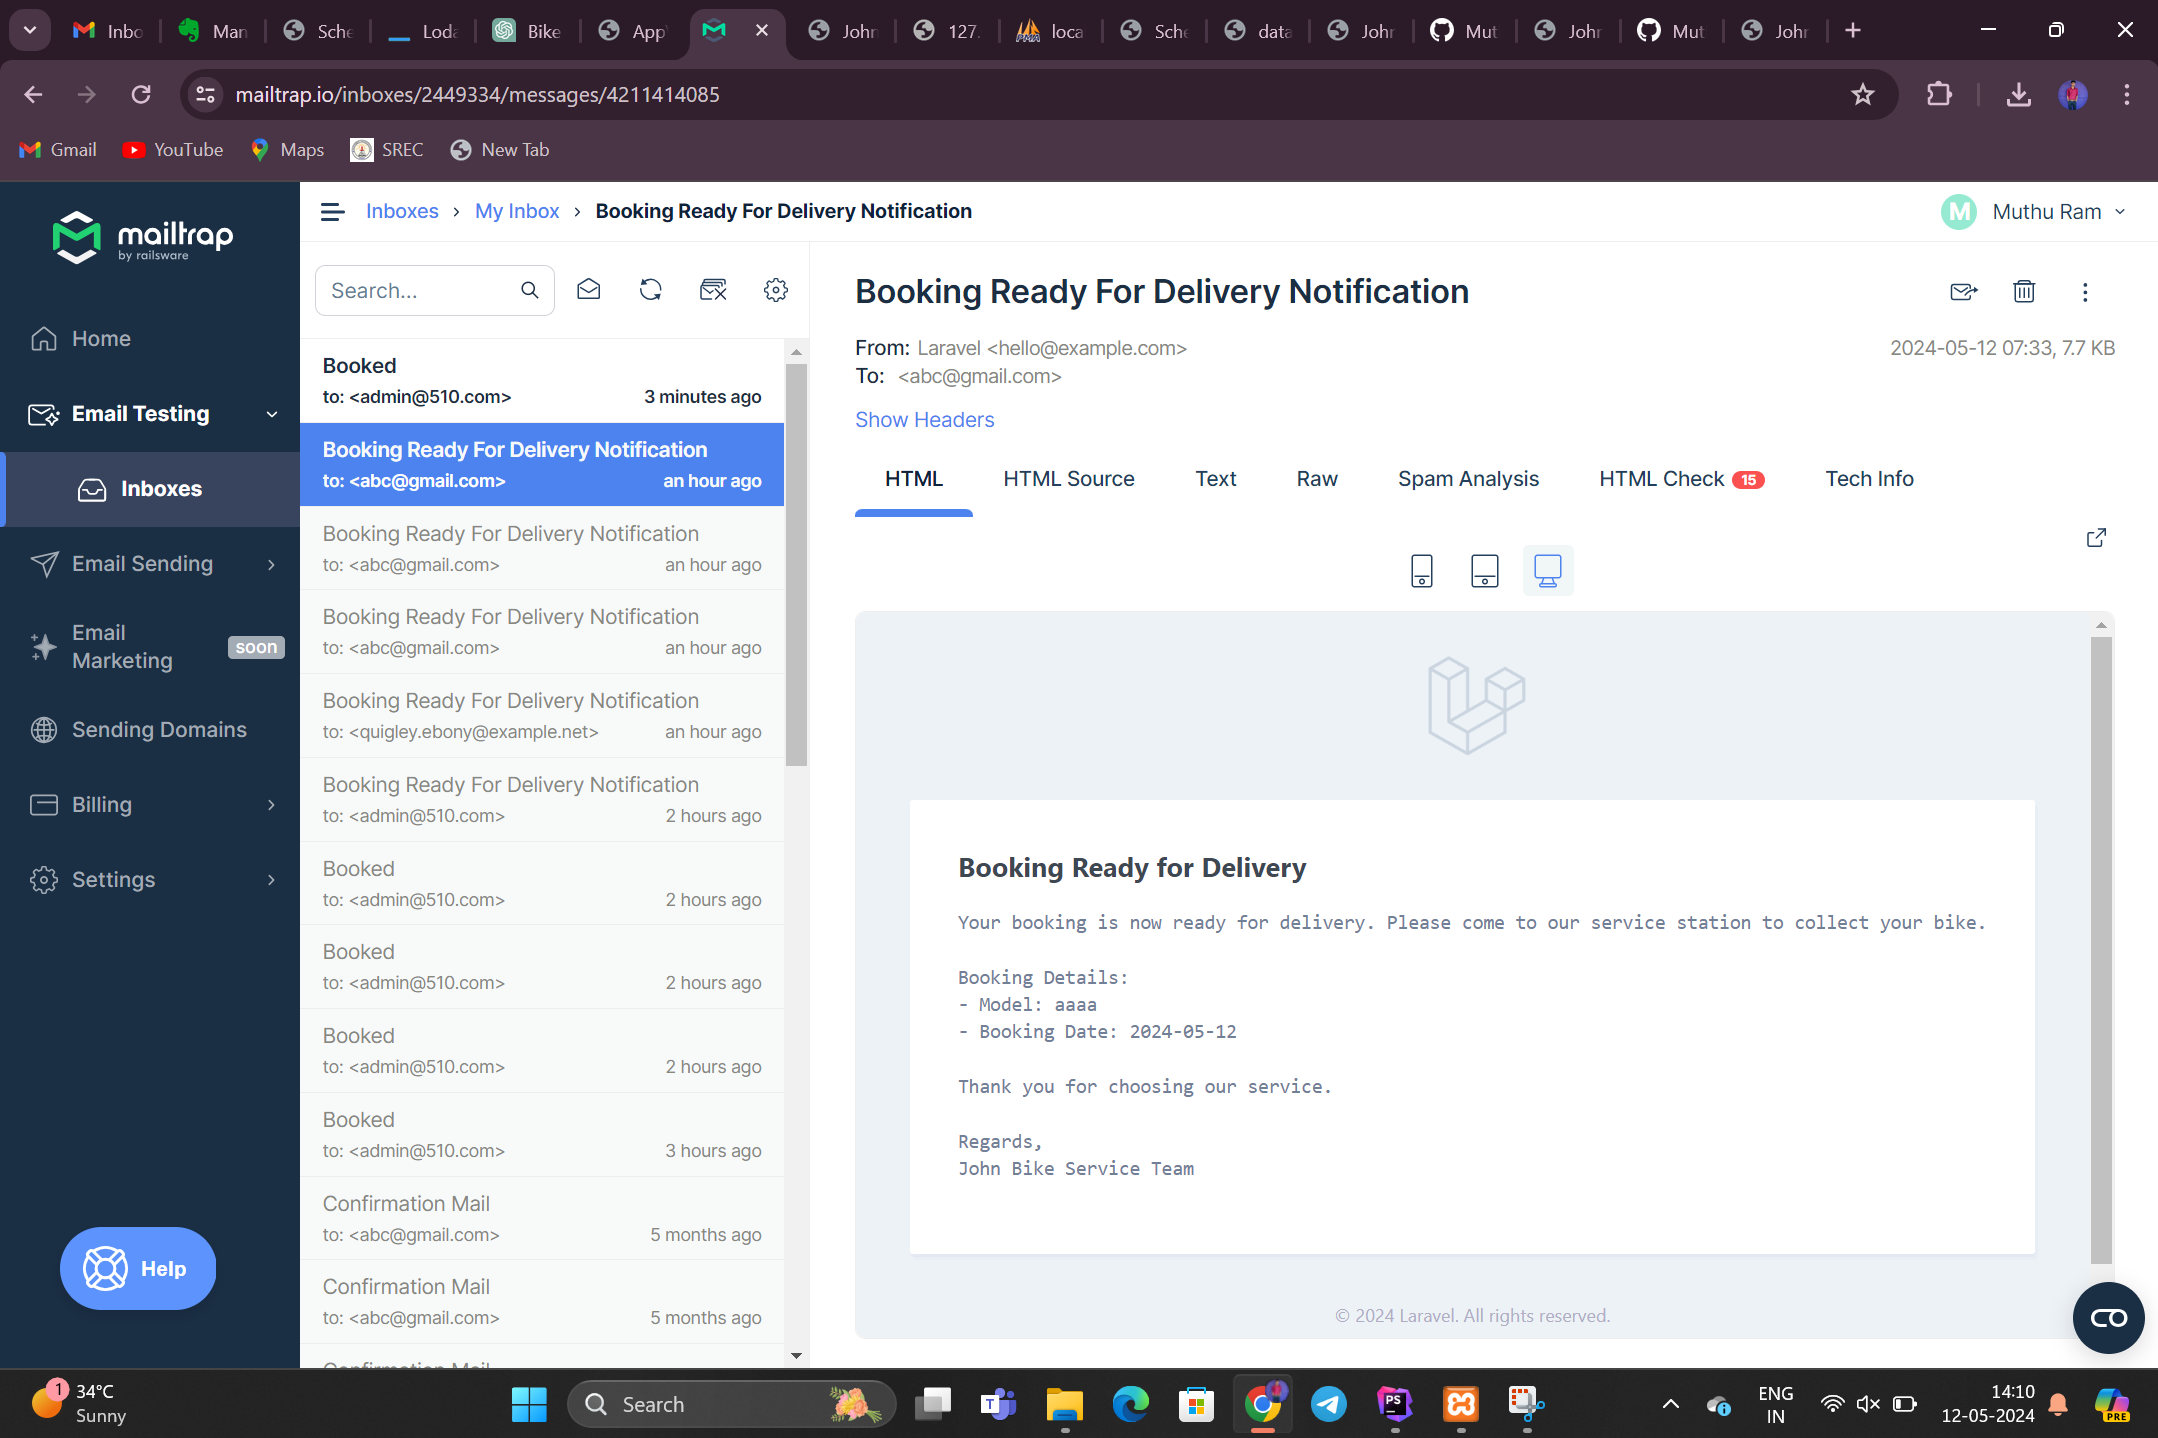 Inbo
Man
Sche
Loda
Bike
App
John
127.
loca
Sche
data
John
Mut
John
Mut
John
mailtrap.io/inboxes/2449334/messages/4211414085
Gmail
YouTube
Maps
SREC
New Tab
mailtrap
by railsware
Home
Email Testing
Inboxes
Email Sending
Email
Marketing
soon
Sending Domains
Billing
Settings
Help
Inboxes › My Inbox › Booking Ready For Delivery Notification
M Muthu Ram
Search...
Booked
to: <admin@510.com> 3 minutes ago
Booking Ready For Delivery Notification
to: <abc@gmail.com> an hour ago
Booking Ready For Delivery Notification
to: <abc@gmail.com> an hour ago
Booking Ready For Delivery Notification
to: <abc@gmail.com> an hour ago
Booking Ready For Delivery Notification
to: <quigley.ebony@example.net> an hour ago
Booking Ready For Delivery Notification
to: <admin@510.com> 2 hours ago
Booked
to: <admin@510.com> 2 hours ago
Booked
to: <admin@510.com> 2 hours ago
Booked
to: <admin@510.com> 2 hours ago
Booked
to: <admin@510.com> 3 hours ago
Confirmation Mail
to: <abc@gmail.com> 5 months ago
Confirmation Mail
to: <abc@gmail.com> 5 months ago
Confirmation Mail
Booking Ready For Delivery Notification
From: Laravel <hello@example.com> 2024-05-12 07:33, 7.7 KB
To: <abc@gmail.com>
Show Headers
HTML HTML Source Text Raw Spam Analysis HTML Check 15 Tech Info
Booking Ready for Delivery
Your booking is now ready for delivery. Please come to our service station to collect your bike.
Booking Details:
- Model: aaaa
- Booking Date: 2024-05-12
Thank you for choosing our service.
Regards,
John Bike Service Team
© 2024 Laravel. All rights reserved.
1
34°C
Sunny
Search
T
PS
ENG
IN
14:10
12-05-2024
PRE